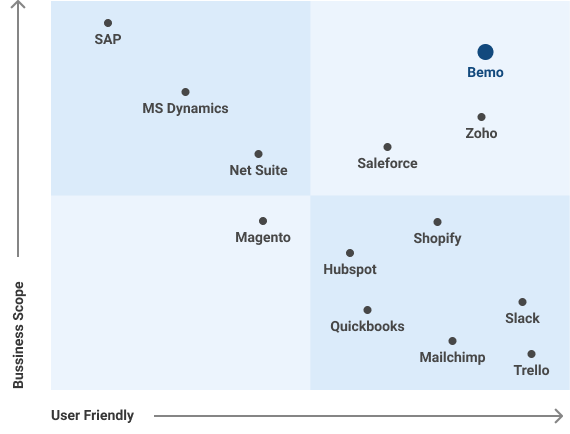 SAP
Bemo
MS Dynamics
Zoho
Saleforce
Net Suite
Magento
Shopify
Hubspot
Slack
Quickbooks
Mailchimp
Trello
Bussiness Scope
User Friendly